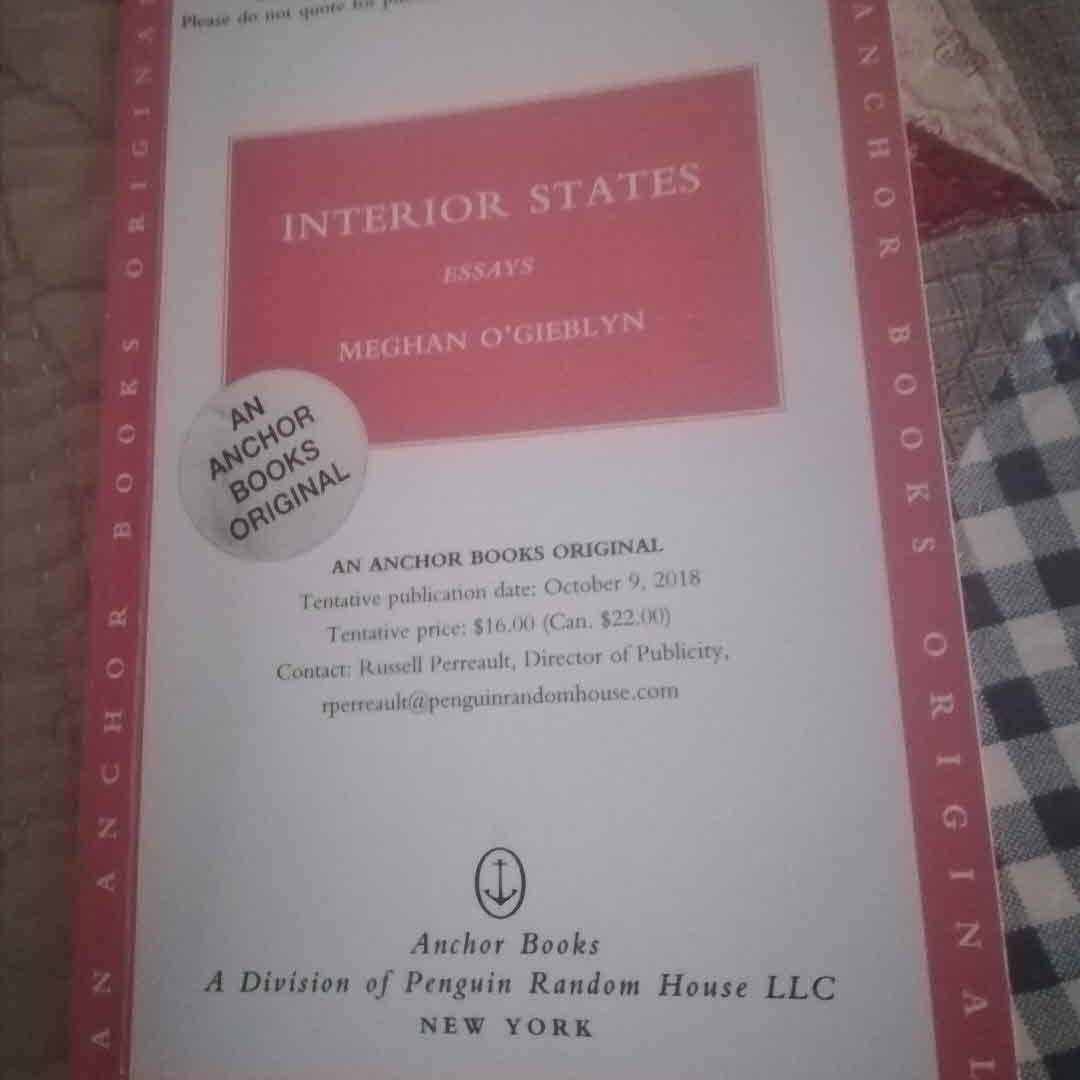 Please do not quote for
INTERIOR STATES
ESSAYS
MEGHAN O'GIEBLYN
AN
ANCHOR
BOOKS
ORIGINAL
AN ANCHOR BOOKS ORIGINAL
Tentative publication date: October 9, 2018
Tentative price: $16.00 (Can. $22.00)
Contact: Russell Perreault, Director of Publicity,
rperreault@penguinrandomhouse.com
Anchor Books
A Division of Penguin Random House LLC
NEW YORK
AN ANCHOR BOOKS ORIGINA
ANCHOR BOOKS ORIGINAL